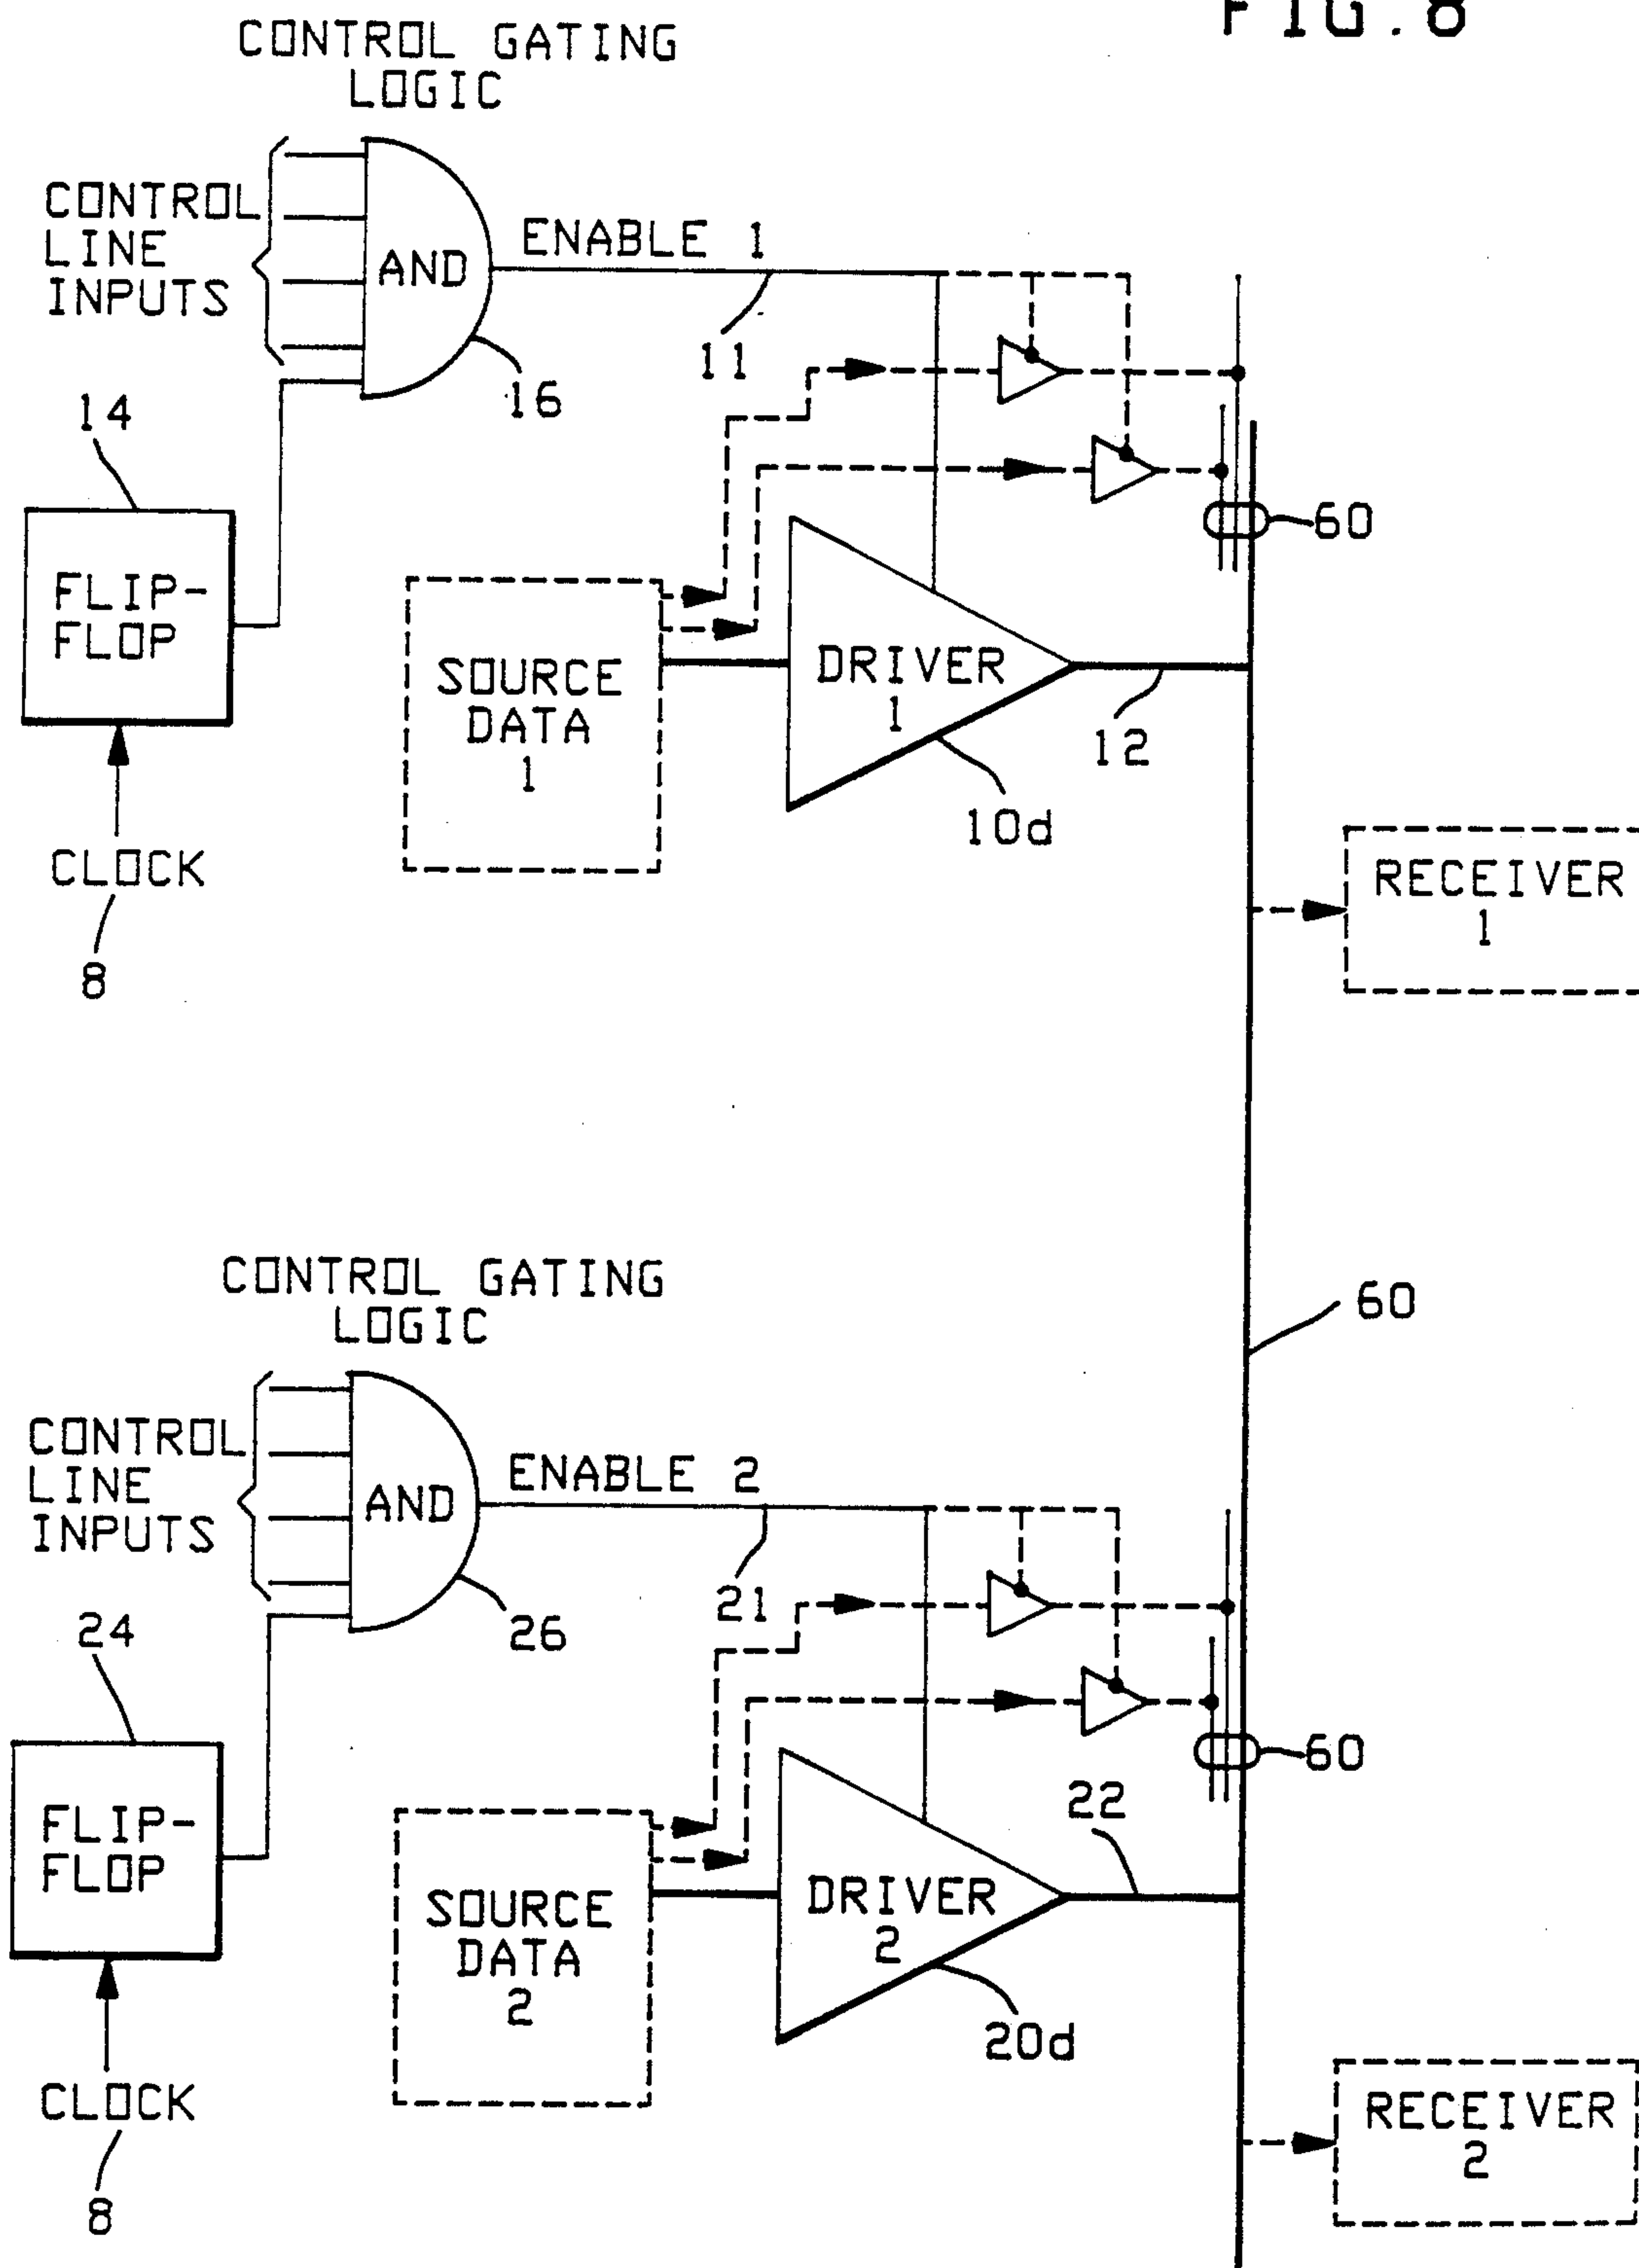 FIG.8
CONTROL GATING
LOGIC
CONTROL
LINE
INPUTS
AND
ENABLE 1
11
16
14
60
FLIP-
FLOP
SOURCE
DATA
1
DRIVER
1
12
10d
CLOCK
8
RECEIVER
1
CONTROL GATING
LOGIC
60
CONTROL
LINE
INPUTS
AND
ENABLE 2
21
26
24
60
22
FLIP-
FLOP
SOURCE
DATA
2
DRIVER
2
20d
CLOCK
8
RECEIVER
2